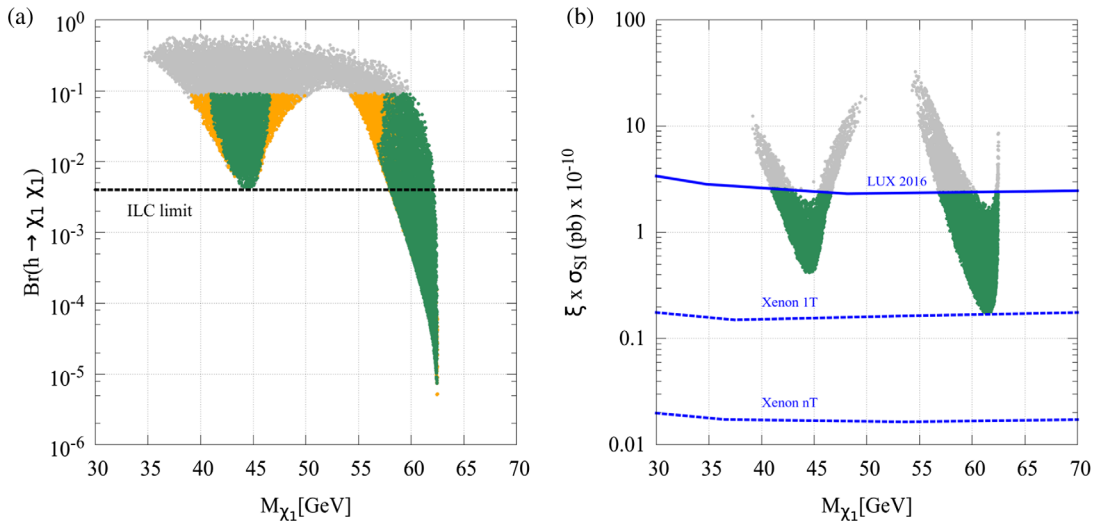 (a)
10^0
10^-1
10^-2
10^-3
10^-4
10^-5
10^-6
Br(h → χ1 χ1)
ILC limit
30 35 40 45 50 55 60 65 70
Mχ1[GeV]
(b)
100
10
1
0.1
0.01
ξ x σSI (pb) x 10^-10
LUX 2016
Xenon 1T
Xenon nT
30 35 40 45 50 55 60 65 70
Mχ1[GeV]